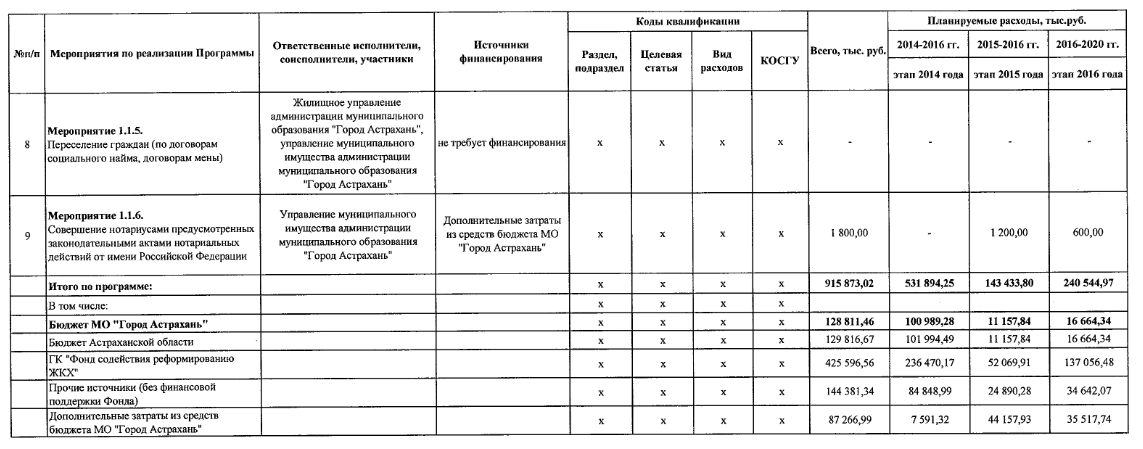 №п/п
Мероприятия по реализации Программы
Ответственные исполнители,
соисполнители, участники
Источники
финансирования
Коды квалификации
Раздел,
подраздел
Целевая
статья
Вид
расходов
КОСГУ
Всего, тыс. руб.
Планируемые расходы, тыс.руб.
2014-2016 гг.
2015-2016 гг.
2016-2020 гг.
этап 2014 года
этап 2015 года
этап 2016 года
8
Мероприятие 1.1.5.
Переселение граждан (по договорам
социального найма, договорам мены)
Жилищное управление
администрации муниципального
образования "Город Астрахань",
управление муниципального
имущества администрации
муниципального образования
"Город Астрахань"
не требует финансирования
х х х х - - - -
9
Мероприятие 1.1.6.
Совершение нотариусами предусмотренных
законодательными актами нотариальных
действий от имени Российской Федерации
Управление муниципального
имущества администрации
муниципального образования
"Город Астрахань"
Дополнительные затраты
из средств бюджета МО
"Город Астрахань"
х х х х 1 800,00 - 1 200,00 600,00
Итого по программе: х х х х 915 873,02 531 894,25 143 433,80 240 544,97
В том числе: х х х х
Бюджет МО "Город Астрахань" х х х х 128 811,46 100 989,28 11 157,84 16 664,34
Бюджет Астраханской области х х х х 129 816,67 101 994,49 11 157,84 16 664,34
ГК "Фонд содействия реформированию
ЖКХ" х х х х 425 596,56 236 470,17 52 069,91 137 056,48
Прочие источники (без финансовой
поддержки Фонда) х х х х 144 381,34 84 848,99 24 890,28 34 642,07
Дополнительные затраты из средств
бюджета МО "Город Астрахань" х х х х 87 266,99 7 591,32 44 157,93 35 517,74